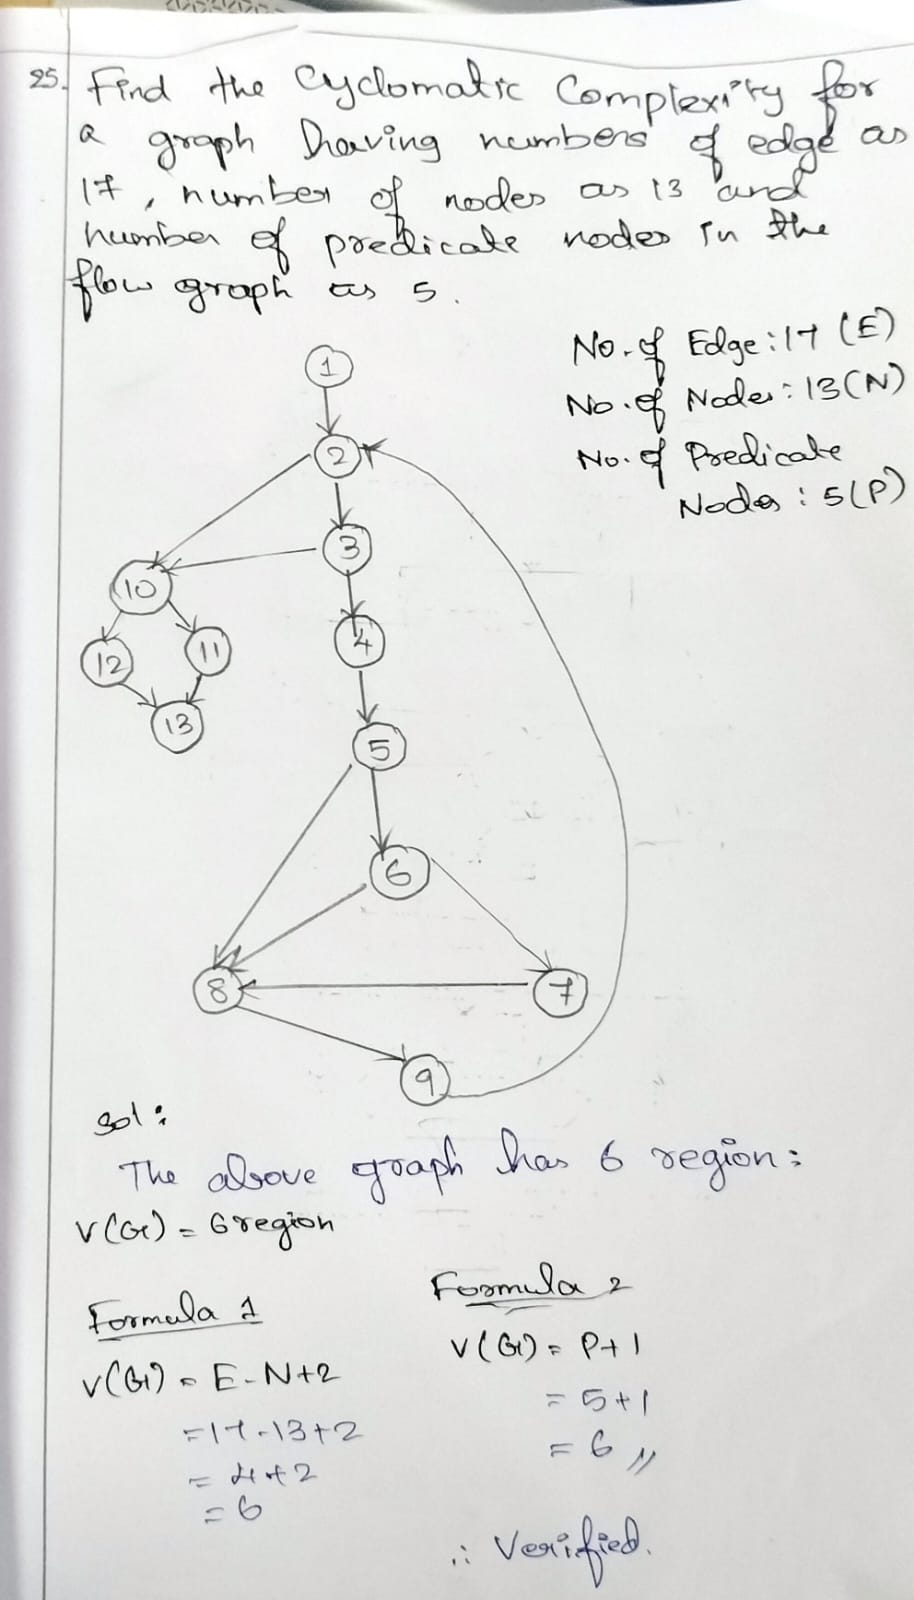 25. Find the Cyclomatic Complexity for
a graph having numbers of edge as
17, number of nodes as 13 and
number of predicate nodes in the
flow graph as 5.
No. of Edge : 17 (E)
No. of Nodes : 13 (N)
No. of Predicate
Nodes : 5 (P)
1
2
3
10
4
12
11
13
5
6
8
7
9
Sol :
The above graph has 6 region :
V(G) = 6 region
Formula 1
V(G) = E - N + 2
= 17 - 13 + 2
= 4 + 2
= 6
Formula 2
V(G) = P + 1
= 5 + 1
= 6 //
∴ Verified.